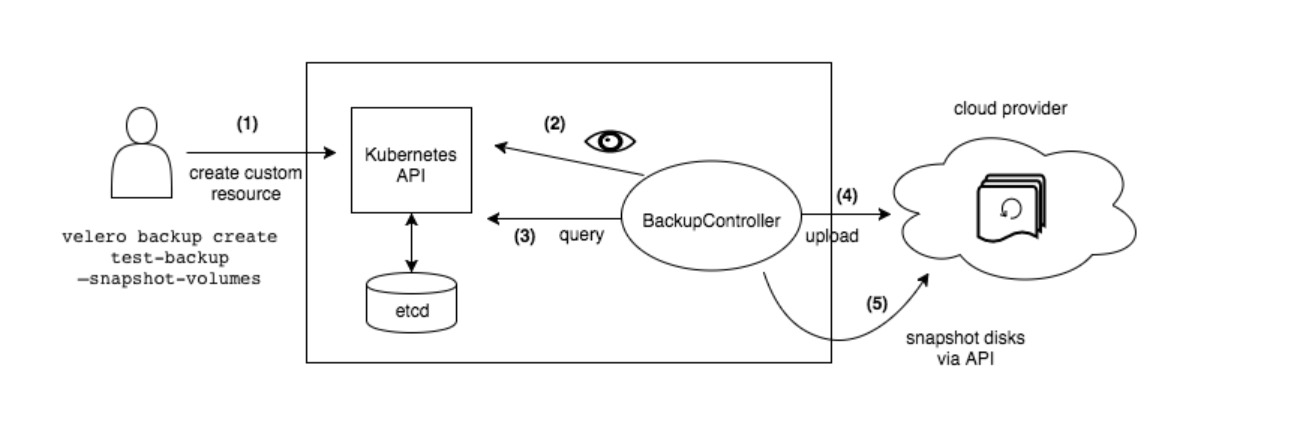 cloud provider
(1)
(2)
create custom
resource
Kubernetes
API
velero backup create
test-backup
—snapshot-volumes
BackupController
(3)
query
(4)
upload
etcd
(5)
snapshot disks
via API